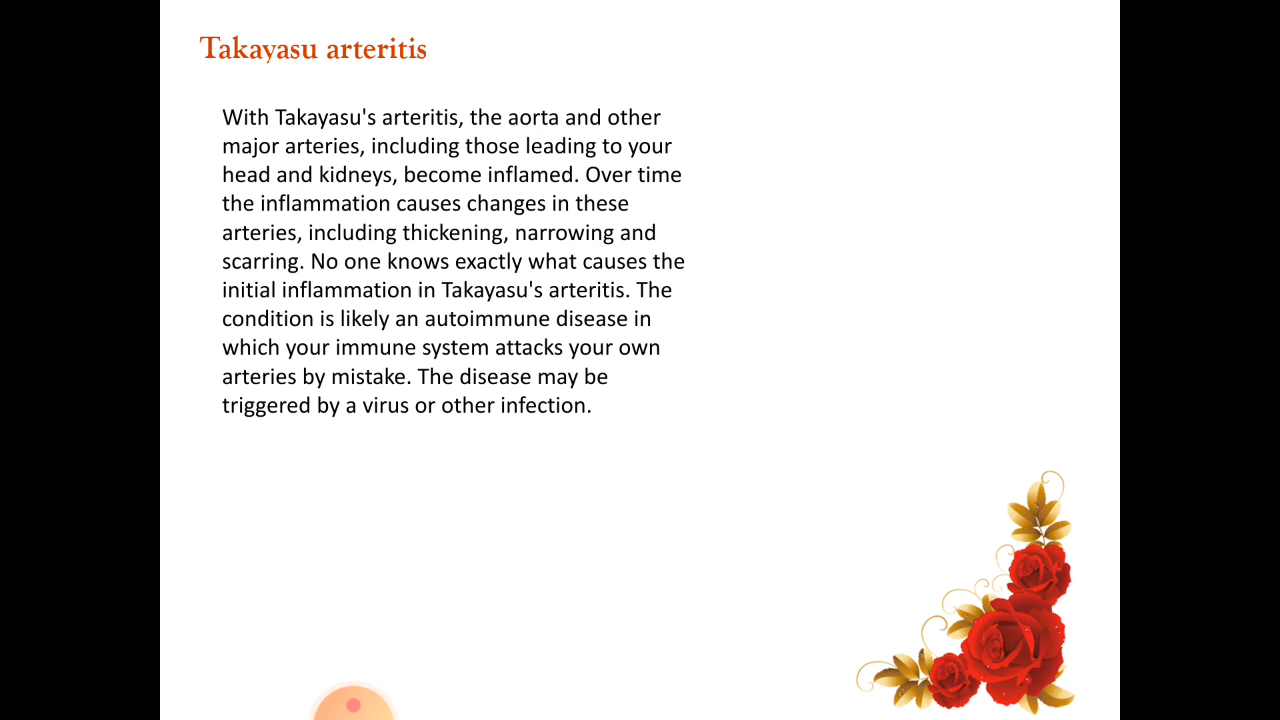 Takayasu arteritis
With Takayasu's arteritis, the aorta and other
major arteries, including those leading to your
head and kidneys, become inflamed. Over time
the inflammation causes changes in these
arteries, including thickening, narrowing and
scarring. No one knows exactly what causes the
initial inflammation in Takayasu's arteritis. The
condition is likely an autoimmune disease in
which your immune system attacks your own
arteries by mistake. The disease may be
triggered by a virus or other infection.